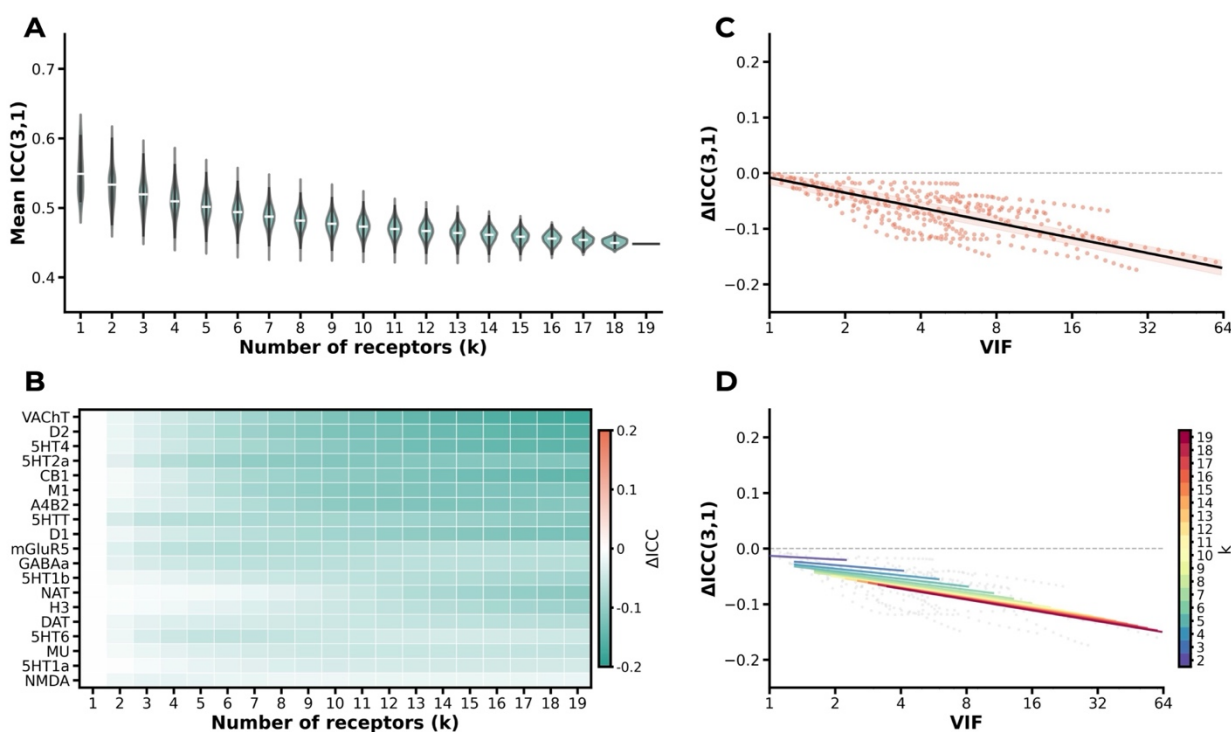 A
Mean ICC(3,1)
0.7
0.6
0.5
0.4
1 2 3 4 5 6 7 8 9 10 11 12 13 14 15 16 17 18 19
Number of receptors (k)
C
ΔICC(3,1)
0.2
0.1
0.0
−0.1
−0.2
1 2 4 8 16 32 64
VIF
B
VAChT
D2
5HT4
5HT2a
CB1
M1
A4B2
5HTT
D1
mGluR5
GABAa
5HT1b
NAT
H3
DAT
5HT6
MU
5HT1a
NMDA
1 2 3 4 5 6 7 8 9 10 11 12 13 14 15 16 17 18 19
Number of receptors (k)
0.2
0.1
0
-0.1
-0.2
ΔICC
D
ΔICC(3,1)
0.2
0.1
0.0
−0.1
−0.2
1 2 4 8 16 32 64
VIF
19
18
17
16
15
14
13
12
11
10
9
8
7
6
5
4
3
2
k